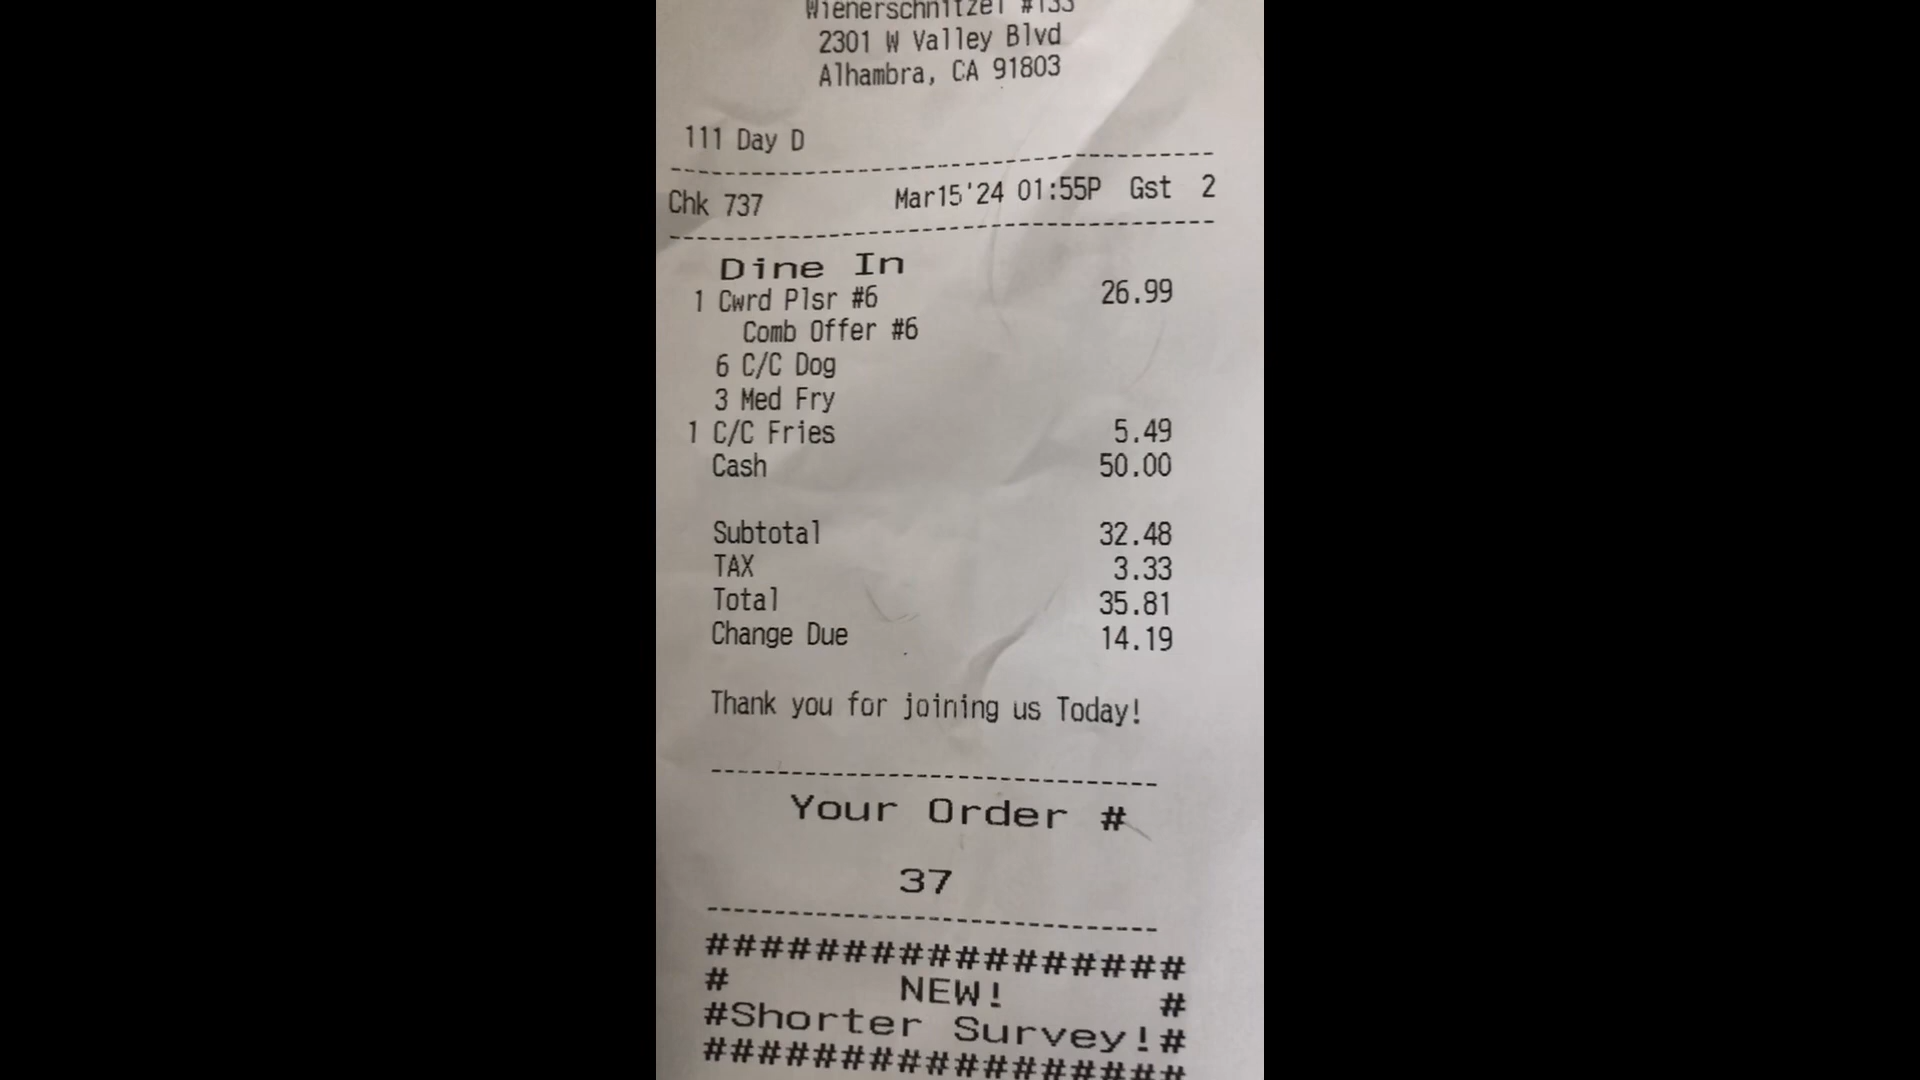 Wienerschnitzel #133
2301 W Valley Blvd
Alhambra, CA 91803
111 Day D
Chk 737 Mar15'24 01:55P Gst 2
Dine In
1 Cwrd Plsr #6 26.99
Comb Offer #6
6 C/C Dog
3 Med Fry
1 C/C Fries 5.49
Cash 50.00
Subtotal 32.48
TAX 3.33
Total 35.81
Change Due 14.19
Thank you for joining us Today!
Your Order #
37
#################
# NEW! #
#Shorter Survey!#
#################